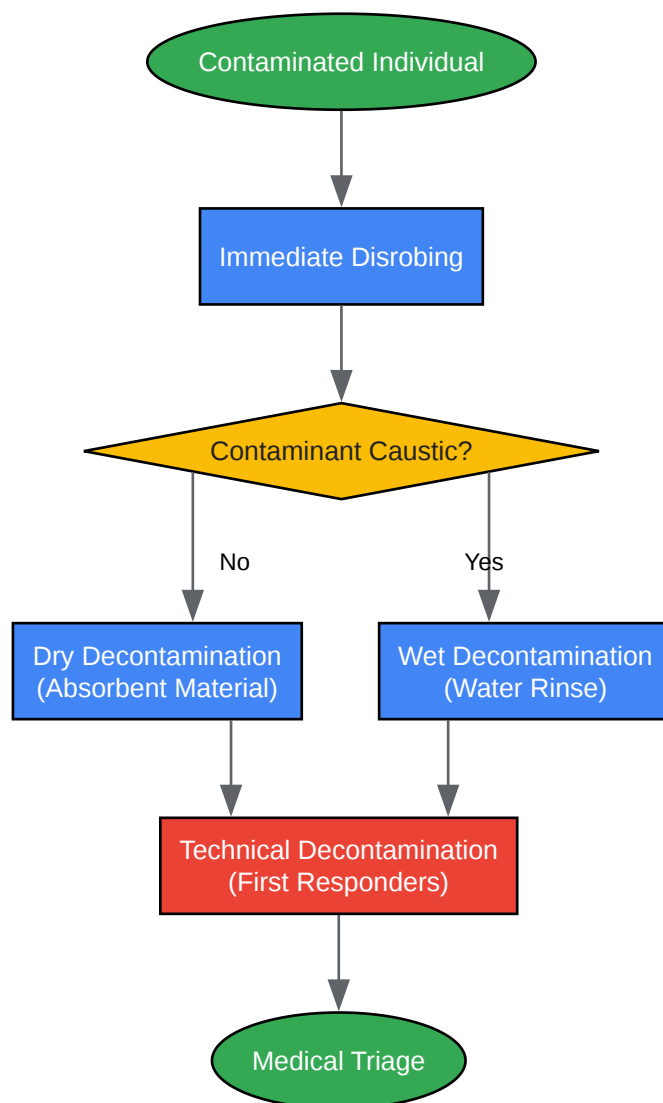 Contaminated Individual
Immediate Disrobing
Contaminant Caustic?
No
Yes
Dry Decontamination
(Absorbent Material)
Wet Decontamination
(Water Rinse)
Technical Decontamination
(First Responders)
Medical Triage